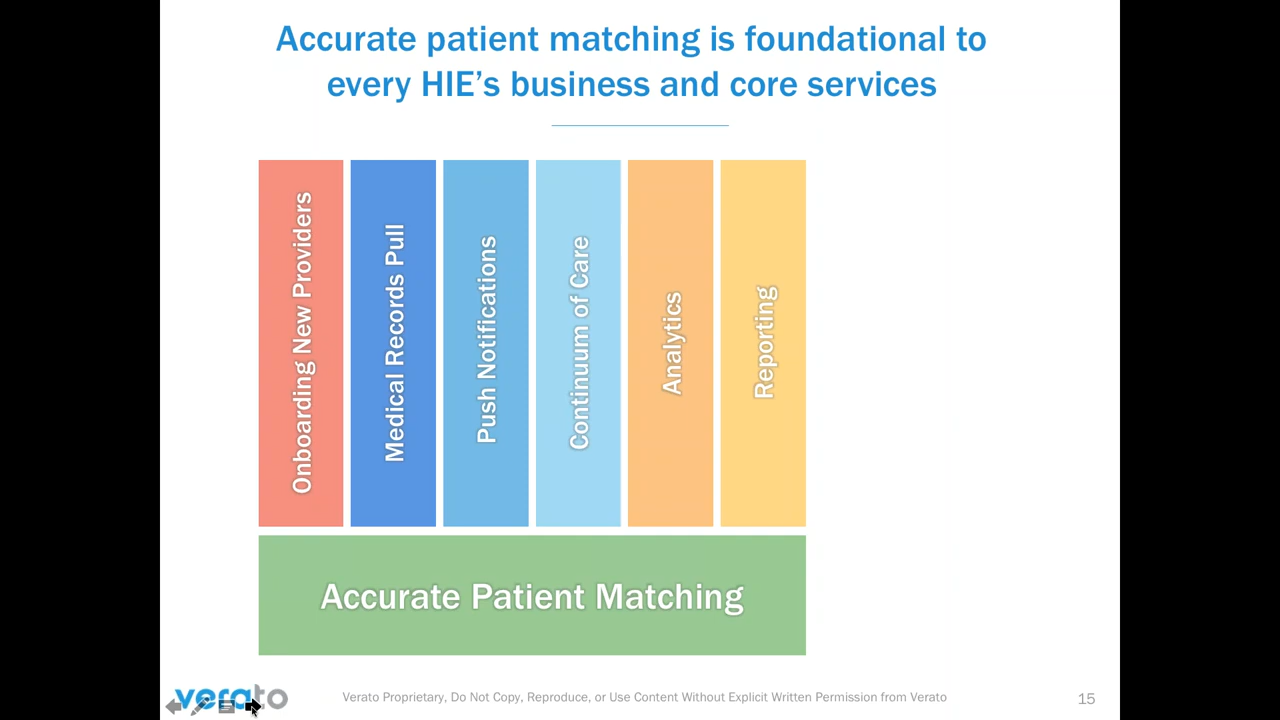 Accurate patient matching is foundational to
every HIE’s business and core services
Onboarding New Providers
Medical Records Pull
Push Notifications
Continuum of Care
Analytics
Reporting
Accurate Patient Matching
verato
Verato Proprietary, Do Not Copy, Reproduce, or Use Content Without Explicit Written Permission from Verato
15